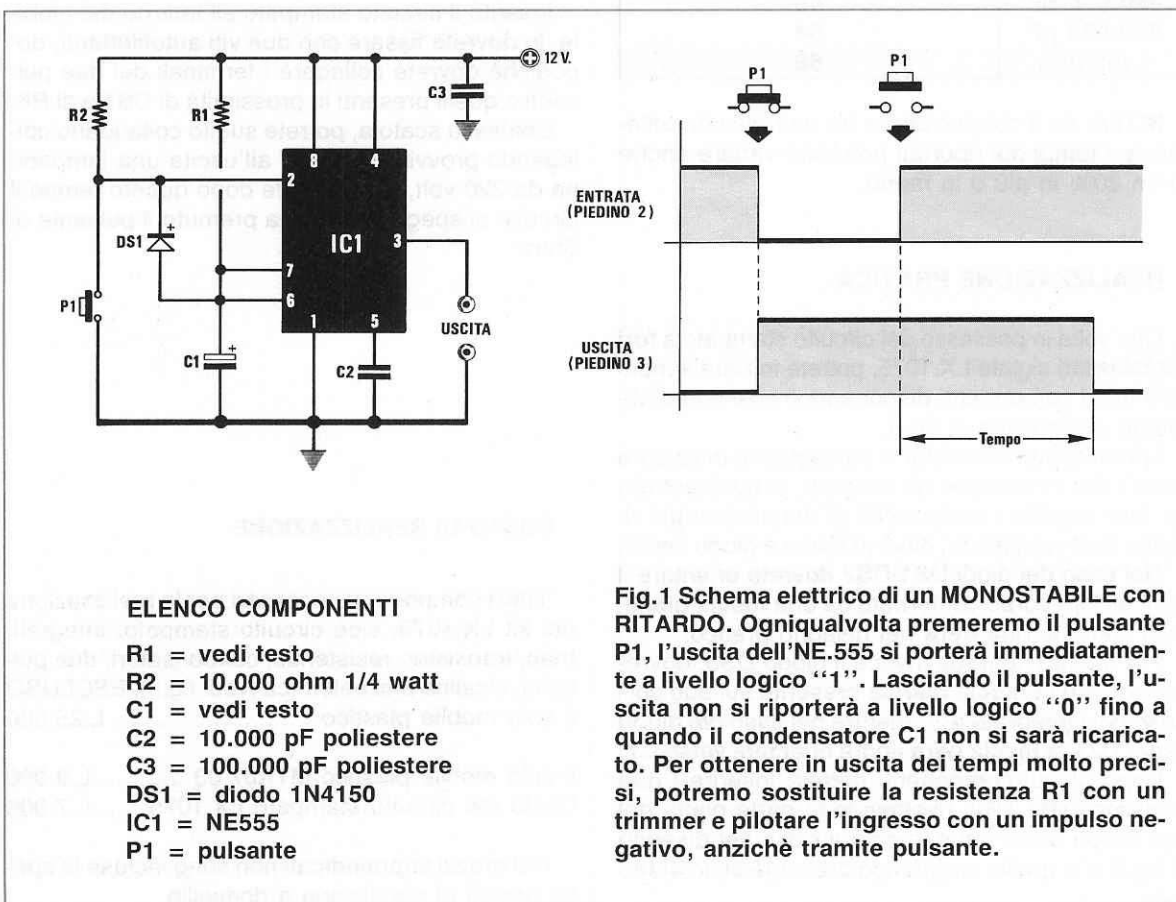 12 V.
R2
R1
C3
8
4
2
DS1
IC1
3
7
6
P1
1
5
USCITA
C1
C2
P1
P1
ENTRATA
(PIEDINO 2)
USCITA
(PIEDINO 3)
Tempo
ELENCO COMPONENTI
R1 = vedi testo
R2 = 10.000 ohm 1/4 watt
C1 = vedi testo
C2 = 10.000 pF poliestere
C3 = 100.000 pF poliestere
DS1 = diodo 1N4150
IC1 = NE555
P1 = pulsante
Fig.1 Schema elettrico di un MONOSTABILE con
RITARDO. Ogniqualvolta premeremo il pulsante
P1, l'uscita dell'NE.555 si porterà immediatamen-
te a livello logico "1". Lasciando il pulsante, l'u-
scita non si riporterà a livello logico "0" fino a
quando il condensatore C1 non si sarà ricarica-
to. Per ottenere in uscita dei tempi molto preci-
si, potremo sostituire la resistenza R1 con un
trimmer e pilotare l'ingresso con un impulso ne-
gativo, anzichè tramite pulsante.